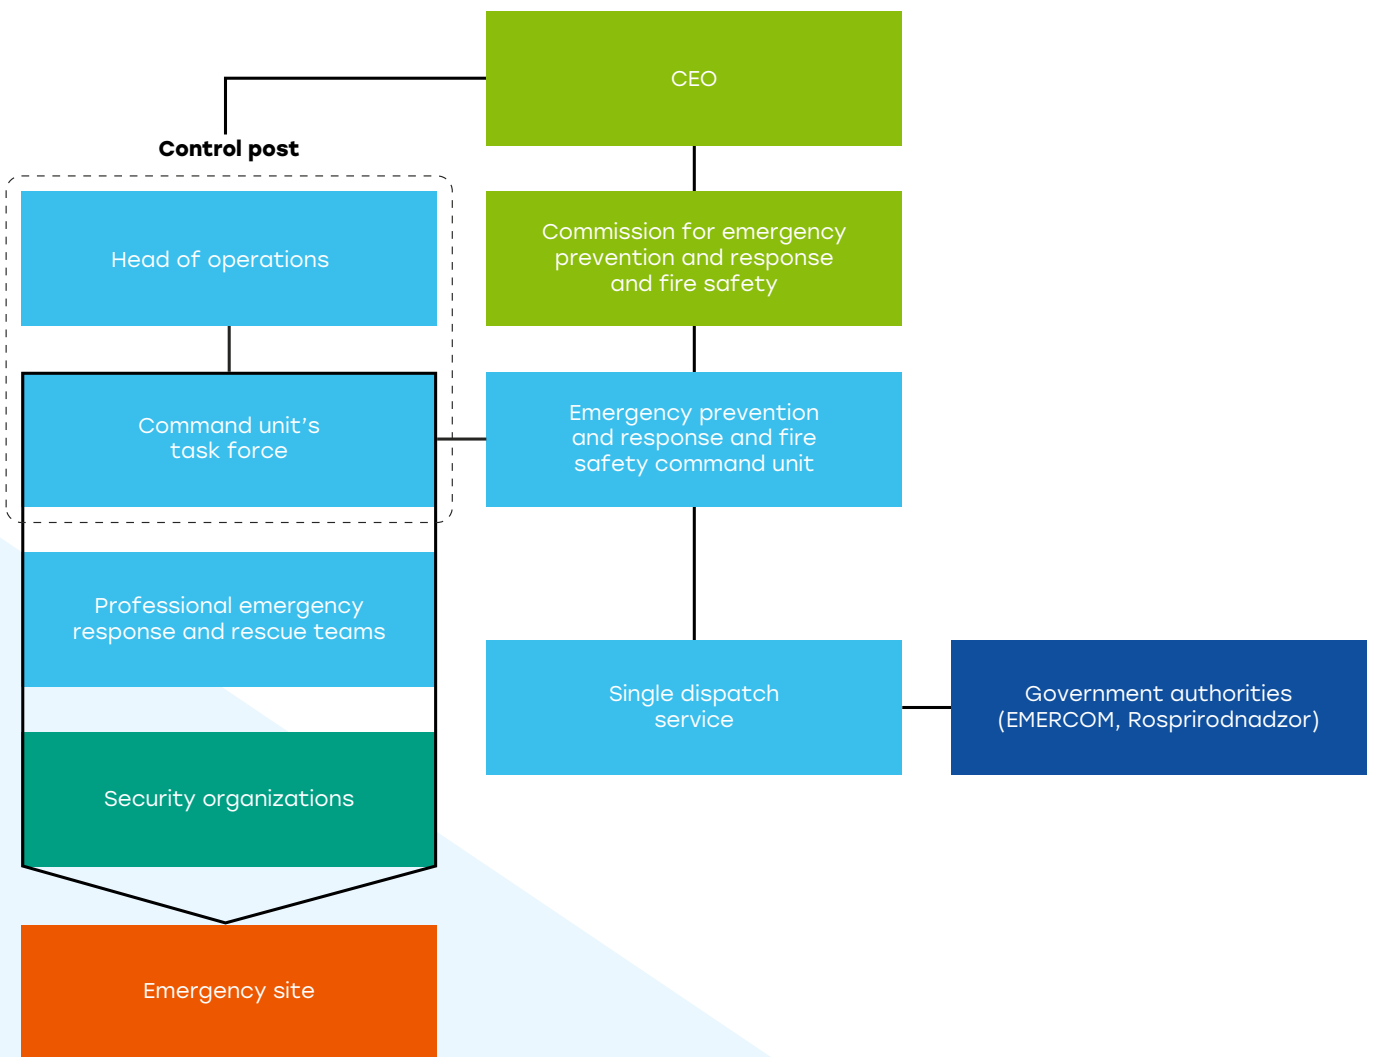 CEO
Control post
Head of operations
Commission for emergency
prevention and response
and fire safety
Command unit’s
task force
Emergency prevention
and response and fire
safety command unit
Professional emergency
response and rescue teams
Single dispatch
service
Government authorities
(EMERCOM, Rosprirodnadzor)
Security organizations
Emergency site